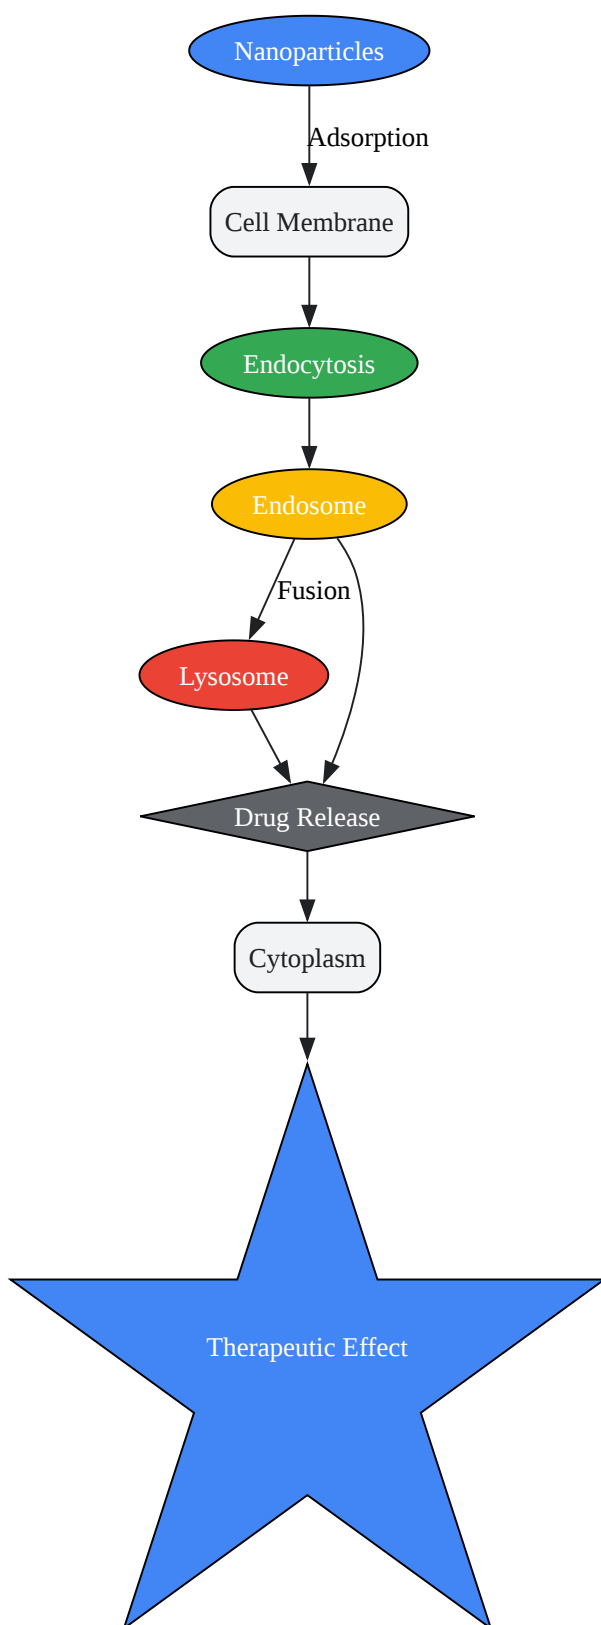 Nanoparticles
Adsorption
Cell Membrane
Endocytosis
Endosome
Fusion
Lysosome
Drug Release
Cytoplasm
Therapeutic Effect